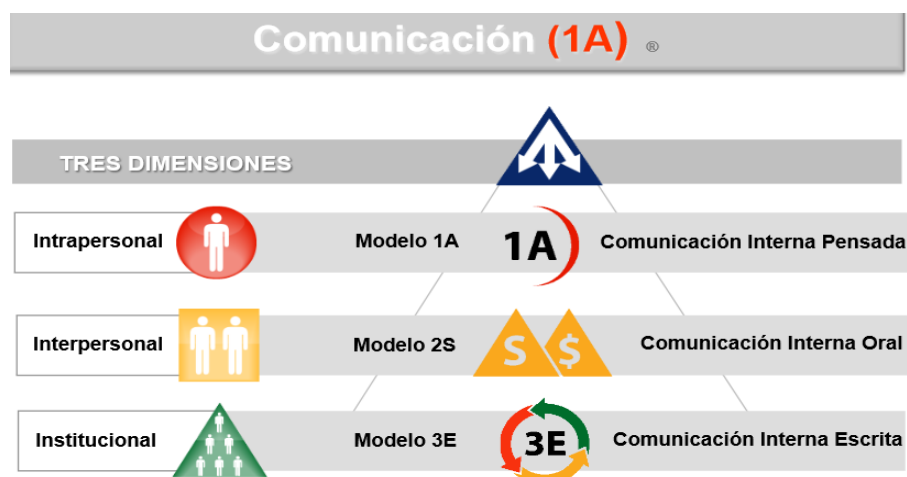 Comunicación (1A) ®
TRES DIMENSIONES
Intrapersonal Modelo 1A 1A Comunicación Interna Pensada
Interpersonal Modelo 2S S $ Comunicación Interna Oral
Institucional Modelo 3E 3E Comunicación Interna Escrita